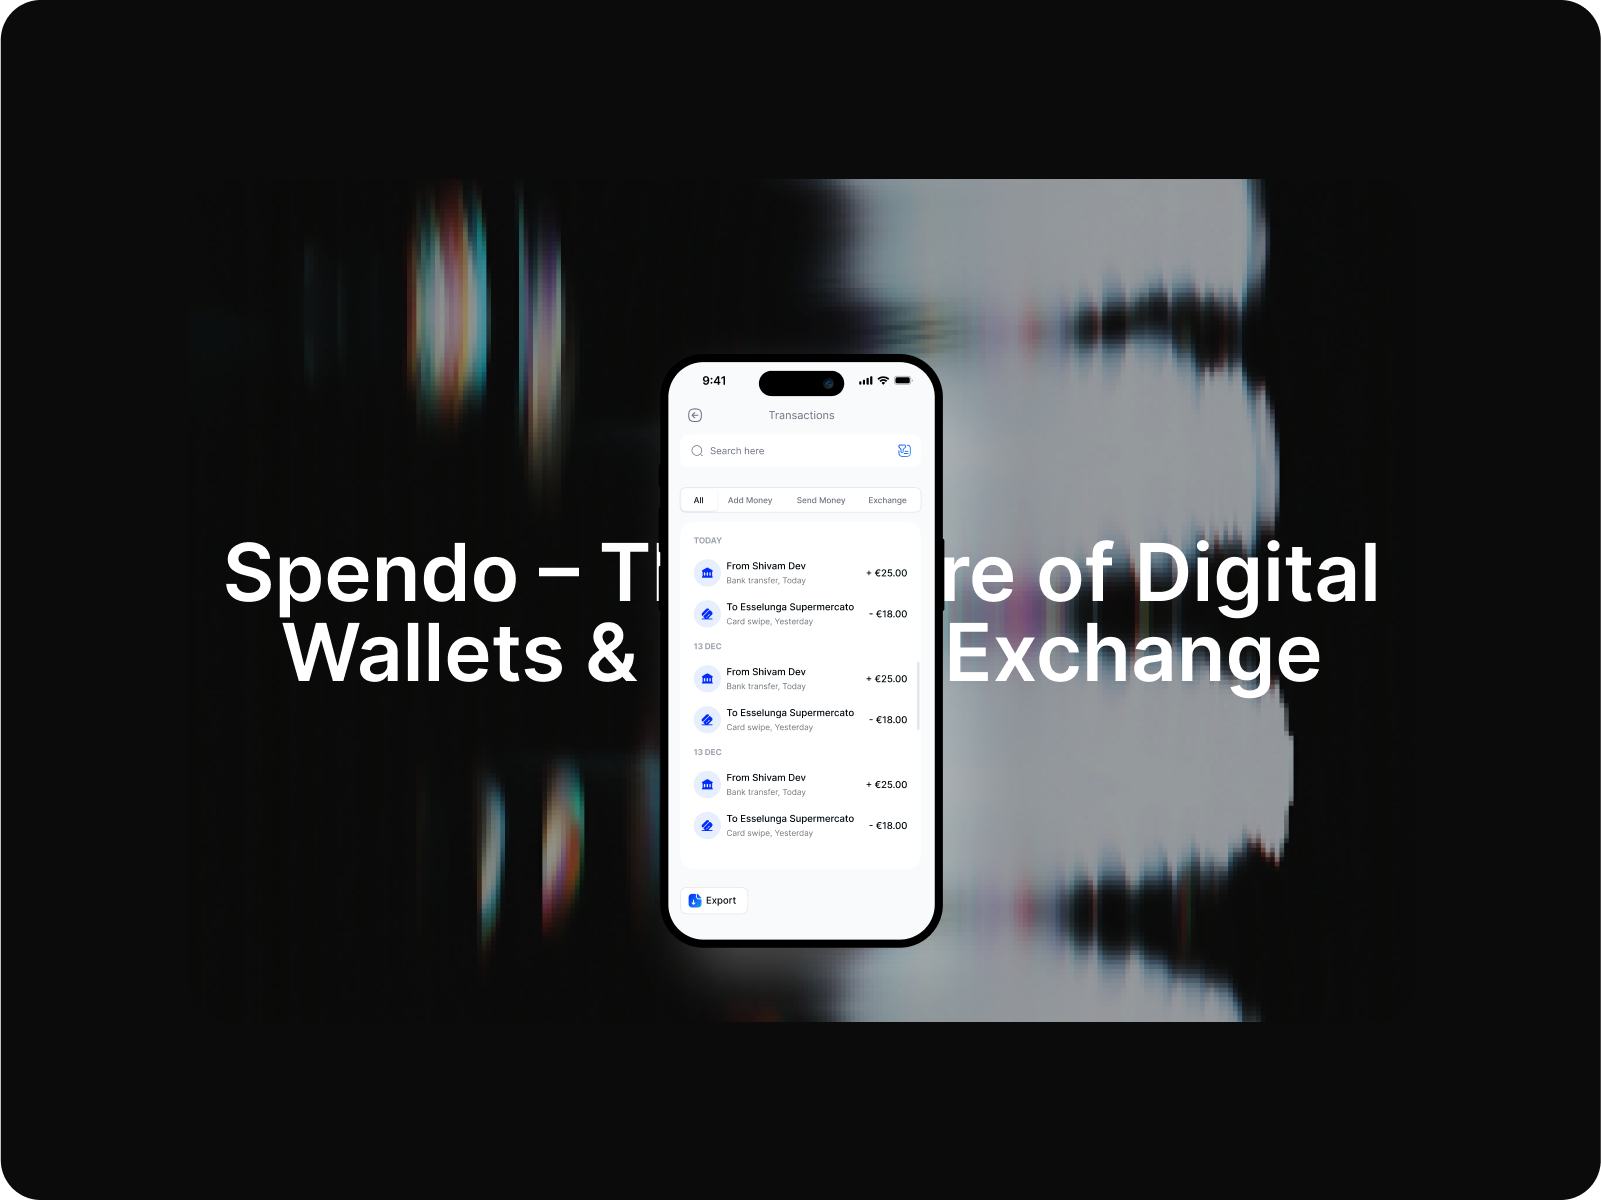 Spendo – Th re of Digital
Wallets & Exchange
9:41
Transactions
Search here
All Add Money Send Money Exchange
TODAY
From Shivam Dev + €25.00
Bank transfer, Today
To Esselunga Supermercato - €18.00
Card swipe, Yesterday
13 DEC
From Shivam Dev + €25.00
Bank transfer, Today
To Esselunga Supermercato - €18.00
Card swipe, Yesterday
13 DEC
From Shivam Dev + €25.00
Bank transfer, Today
To Esselunga Supermercato - €18.00
Card swipe, Yesterday
Export